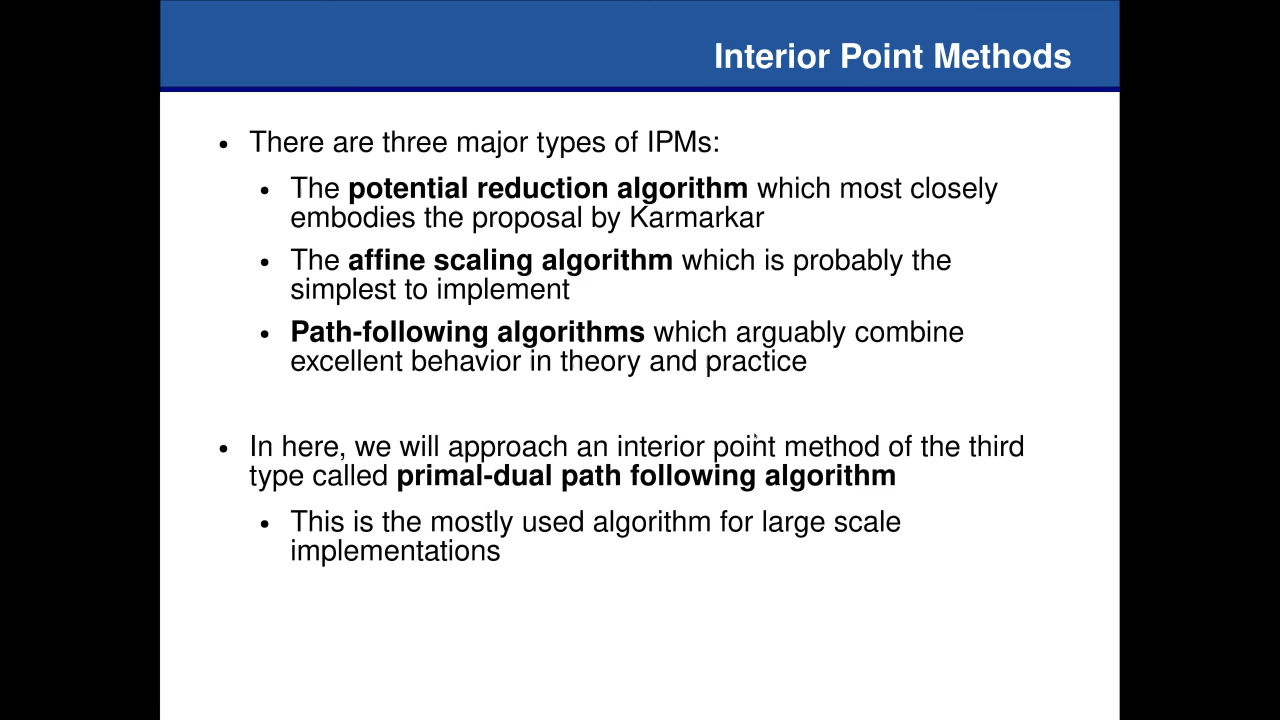 Interior Point Methods
• There are three major types of IPMs:
• The potential reduction algorithm which most closely
embodies the proposal by Karmarkar
• The affine scaling algorithm which is probably the
simplest to implement
• Path-following algorithms which arguably combine
excellent behavior in theory and practice
• In here, we will approach an interior point method of the third
type called primal-dual path following algorithm
• This is the mostly used algorithm for large scale
implementations